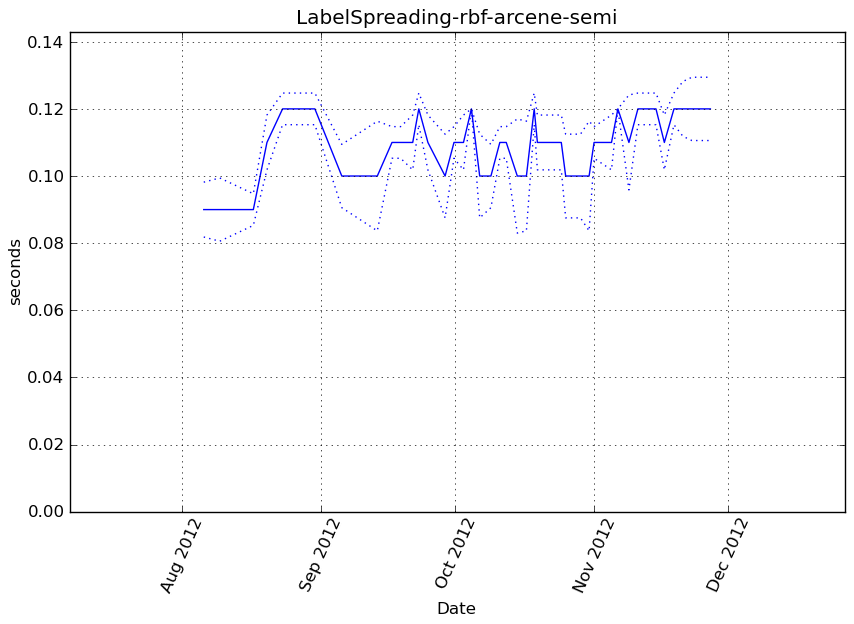 LabelSpreading-rbf-arcene-semi
0.14
0.12
0.10
0.08
0.06
0.04
0.02
0.00
seconds
Aug 2012
Sep 2012
Oct 2012
Nov 2012
Dec 2012
Date